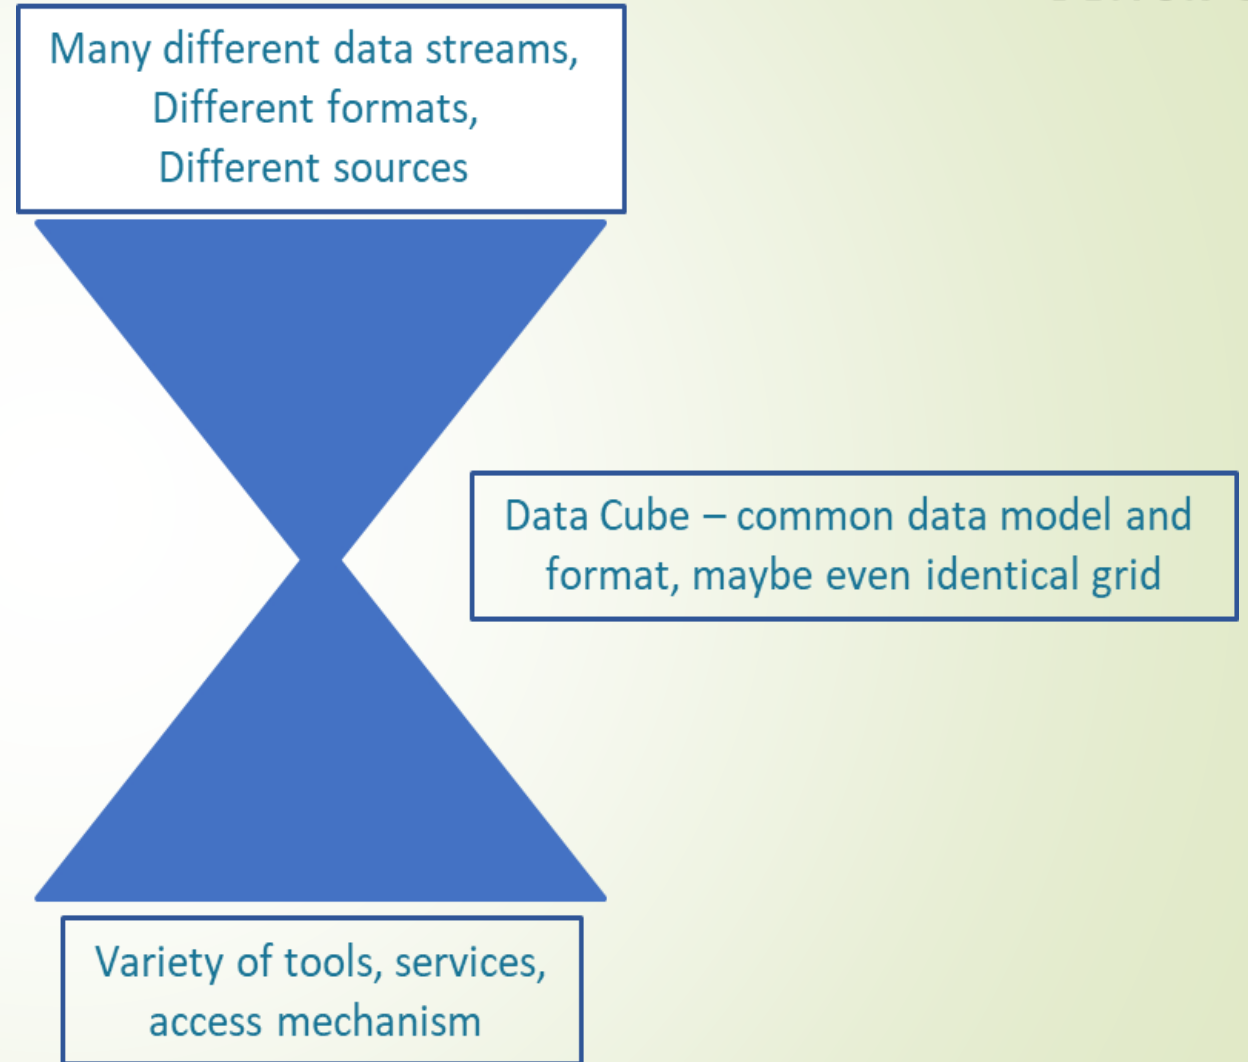 Many different data streams,
Different formats,
Different sources
Data Cube – common data model and
format, maybe even identical grid
Variety of tools, services,
access mechanism